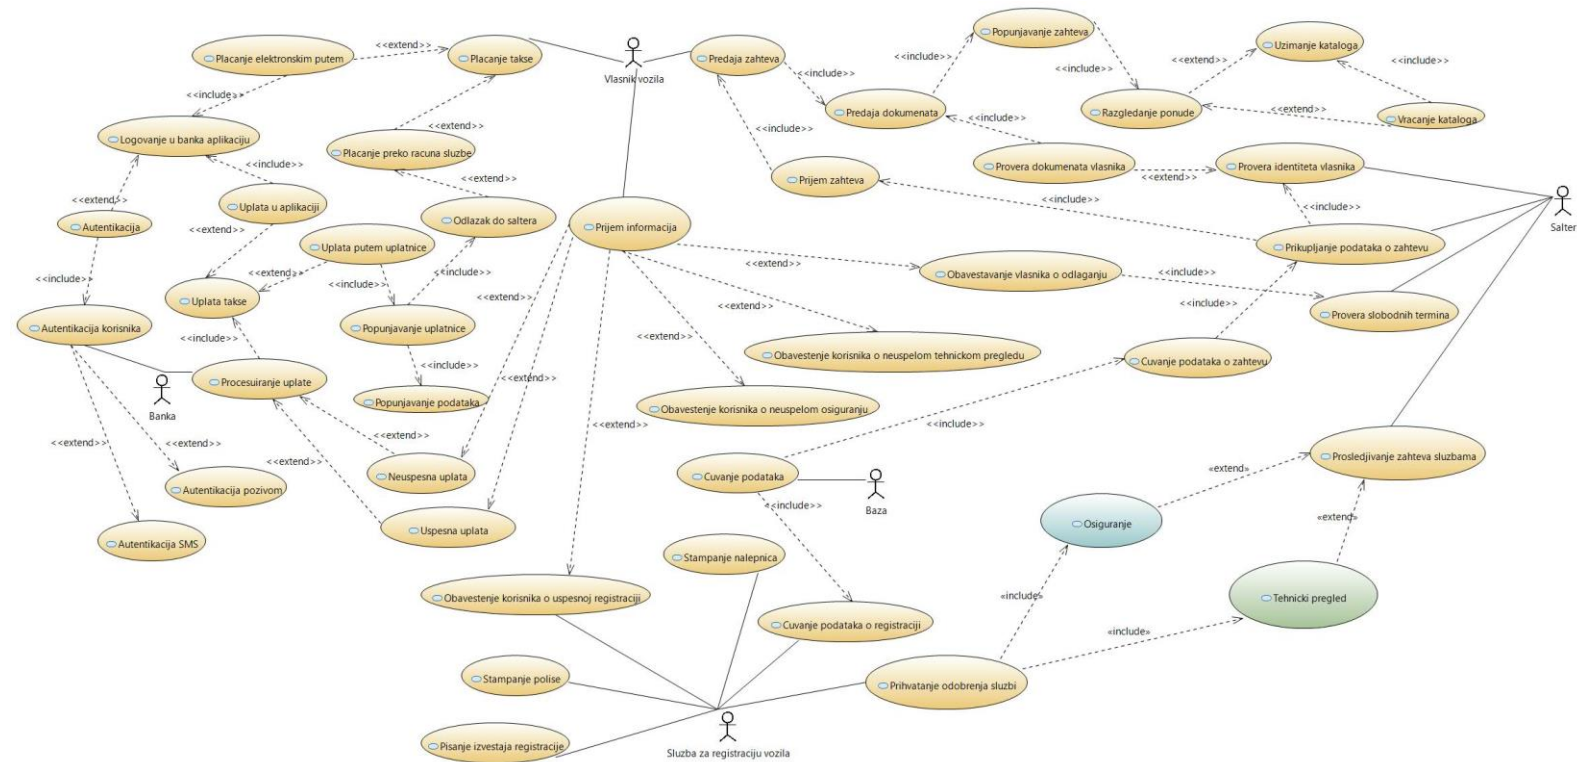 Popunjavanje zahteva
Uzimanje kataloga
<<extend>>
Placanje elektronskim putem
Placanje takse
Vlasnik vozila
Predaja zahteva
<<include>>
<<include>>
<<include>>
<<extend>>
<<include>>
<<include>>
Logovanje u banka aplikaciju
<<extend>>
Predaja dokumenata
Razgledanje ponude
<<extend>>
Vracanje kataloga
<<include>>
<<include>>
Placanje preko racuna sluzbe
<<include>>
Provera dokumenata vlasnika
Provera identiteta vlasnika
<<extend>>
<<extend>>
Prijem zahteva
<<extend>>
Uplata u aplikaciji
<<include>>
<<include>>
Salter
Autentikacija
<<extend>>
Odlazak do saltera
Prijem informacija
Uplata putem uplatnice
Prikupljanje podataka o zahtevu
<<include>>
<<extend>>
<<include>>
<<include>>
<<extend>>
Obavestavanje vlasnika o odlaganju
<<include>>
Uplata takse
<<extend>>
<<extend>>
<<include>>
Provera slobodnih termina
Autentikacija korisnika
<<include>>
Popunjavanje uplatnice
<<extend>>
Obavestenje korisnika o neuspelom tehnickom pregledu
Cuvanje podataka o zahtevu
Banka
Procesuiranje uplate
<<include>>
<<extend>>
Popunjavanje podataka
Obavestenje korisnika o neuspelom osiguranju
<<extend>>
<<extend>>
<<extend>>
<<extend>>
<<include>>
<<extend>>
Neuspesna uplata
Cuvanje podataka
Baza
Prosledjivanje zahteva sluzbama
«extend»
Autentikacija pozivom
<<include>>
Autentikacija SMS
Uspesna uplata
Osiguranje
«extend»
Stampanje nalepnica
Obavestenje korisnika o uspesnoj registraciji
«include»
Tehnicki pregled
Cuvanje podataka o registraciji
«include»
Stampanje polise
Prihvatanje odobrenja sluzbi
Pisanje izvestaja registracije
Sluzba za registraciju vozila